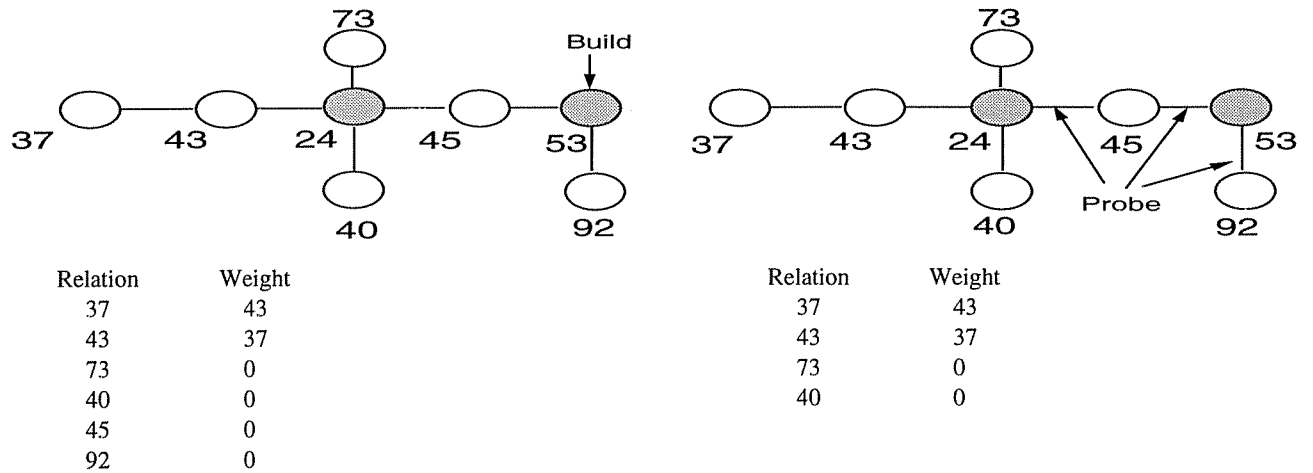 73
Build
37 43 24 45 53
40 92
Relation Weight
37 43
43 37
73 0
40 0
45 0
92 0
73
37 43 24 45 53
Probe
40 92
Relation Weight
37 43
43 37
73 0
40 0